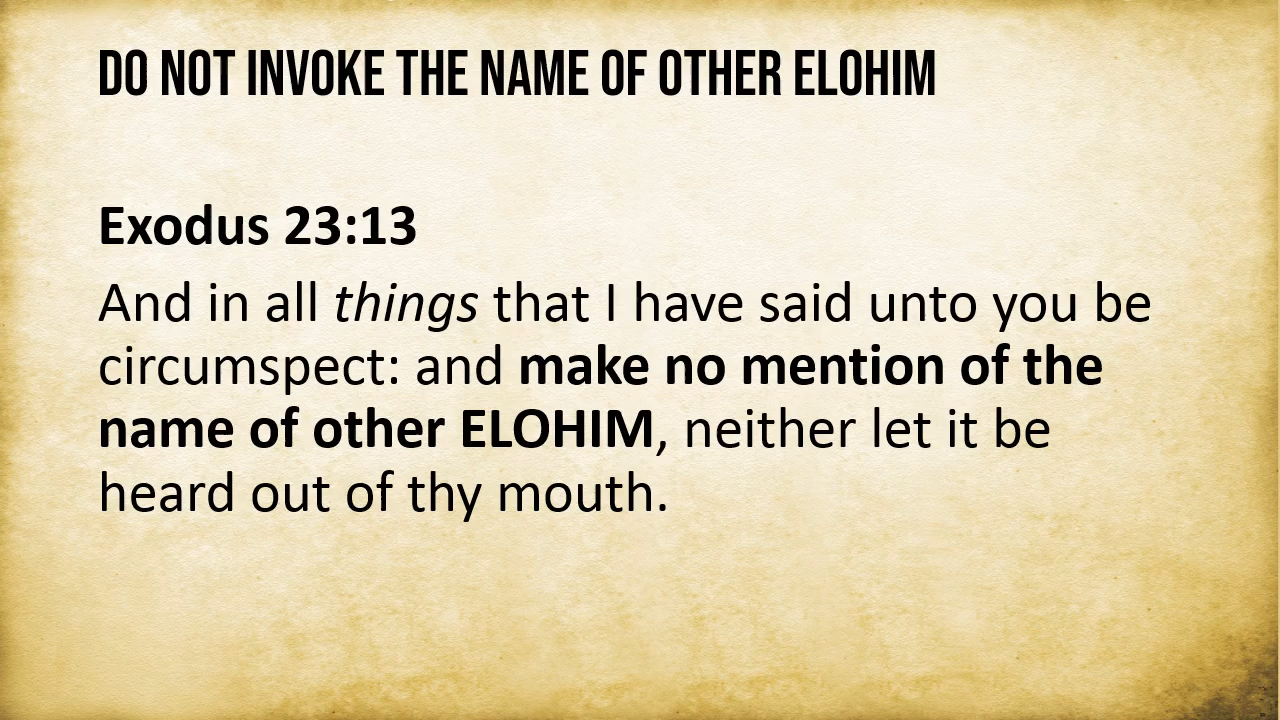 DO NOT INVOKE THE NAME OF OTHER ELOHIM
Exodus 23:13
And in all things that I have said unto you be
circumspect: and make no mention of the
name of other ELOHIM, neither let it be
heard out of thy mouth.